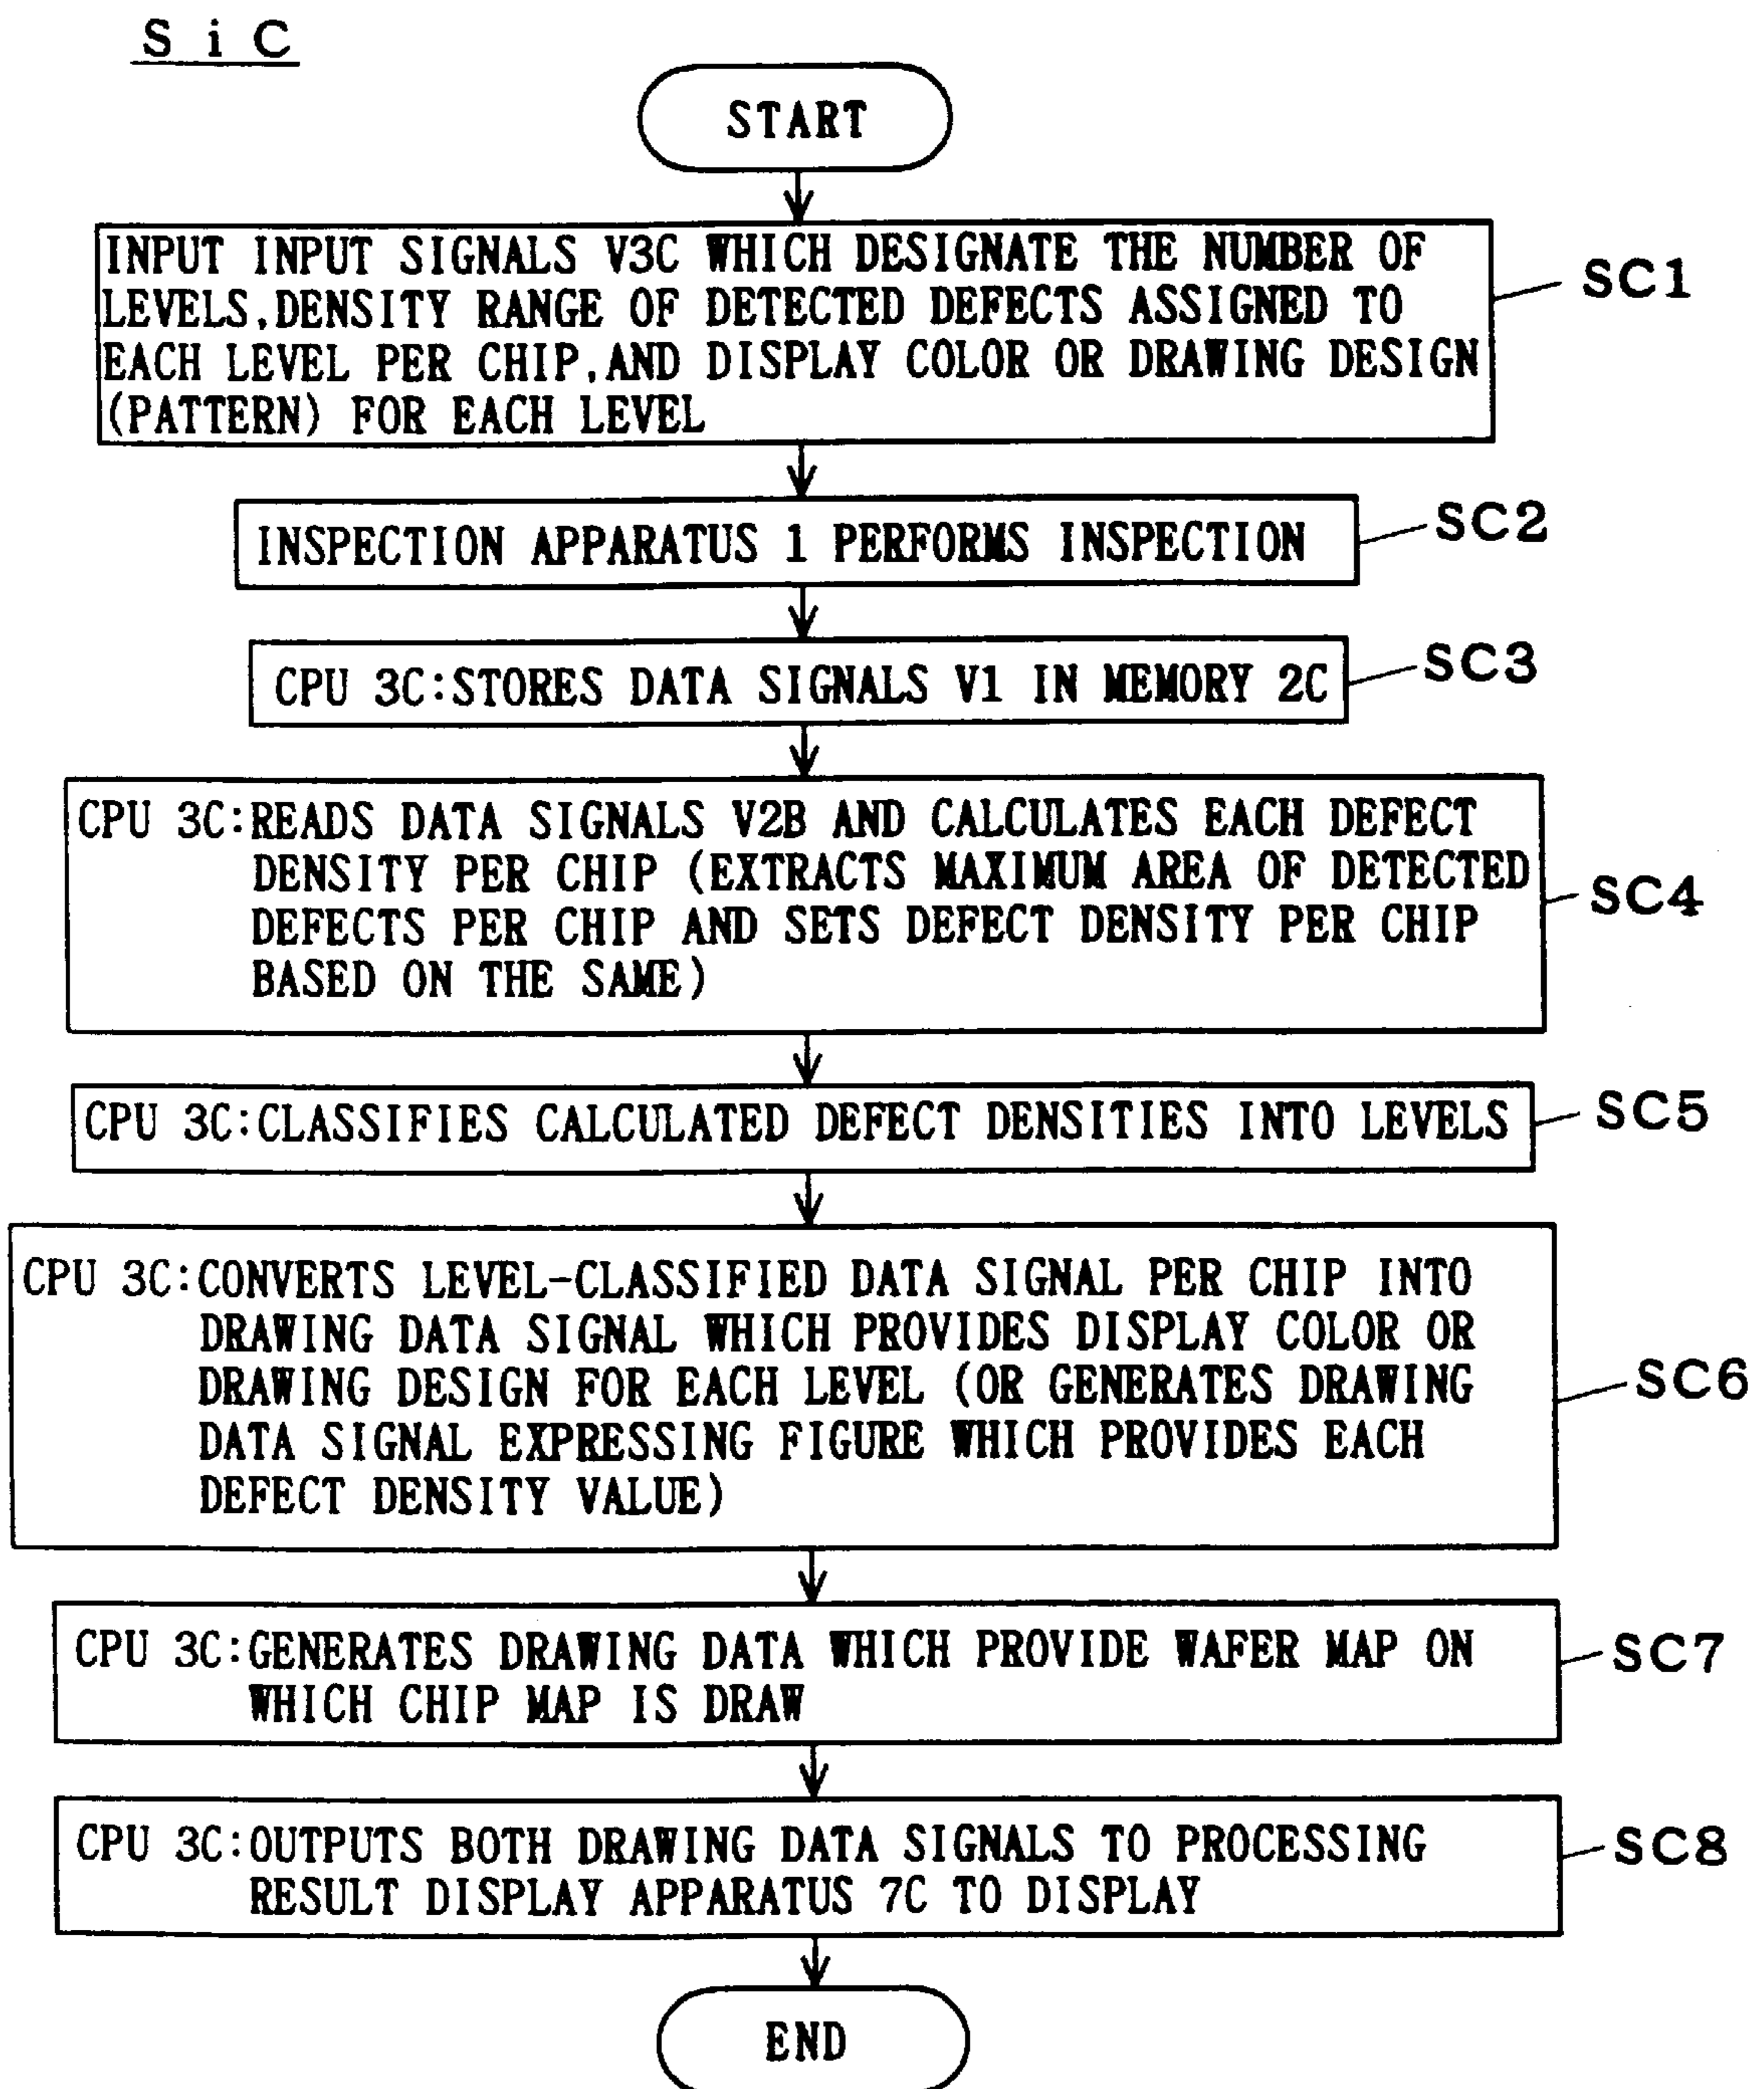 S i C
START
INPUT INPUT SIGNALS V3C WHICH DESIGNATE THE NUMBER OF
LEVELS,DENSITY RANGE OF DETECTED DEFECTS ASSIGNED TO
EACH LEVEL PER CHIP,AND DISPLAY COLOR OR DRAWING DESIGN
(PATTERN) FOR EACH LEVEL
SC1
INSPECTION APPARATUS 1 PERFORMS INSPECTION
SC2
CPU 3C:STORES DATA SIGNALS V1 IN MEMORY 2C
SC3
CPU 3C:READS DATA SIGNALS V2B AND CALCULATES EACH DEFECT
DENSITY PER CHIP (EXTRACTS MAXIMUM AREA OF DETECTED
DEFECTS PER CHIP AND SETS DEFECT DENSITY PER CHIP
BASED ON THE SAME)
SC4
CPU 3C:CLASSIFIES CALCULATED DEFECT DENSITIES INTO LEVELS
SC5
CPU 3C:CONVERTS LEVEL-CLASSIFIED DATA SIGNAL PER CHIP INTO
DRAWING DATA SIGNAL WHICH PROVIDES DISPLAY COLOR OR
DRAWING DESIGN FOR EACH LEVEL (OR GENERATES DRAWING
DATA SIGNAL EXPRESSING FIGURE WHICH PROVIDES EACH
DEFECT DENSITY VALUE)
SC6
CPU 3C:GENERATES DRAWING DATA WHICH PROVIDE WAFER MAP ON
WHICH CHIP MAP IS DRAW
SC7
CPU 3C:OUTPUTS BOTH DRAWING DATA SIGNALS TO PROCESSING
RESULT DISPLAY APPARATUS 7C TO DISPLAY
SC8
END